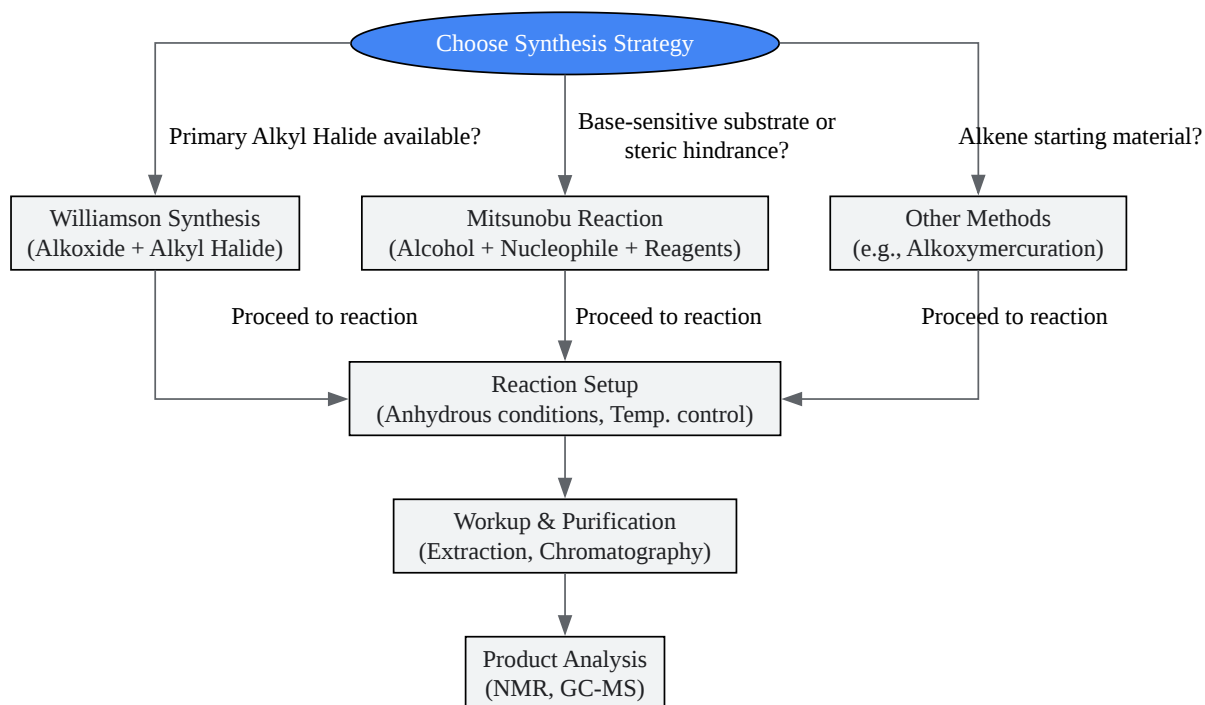 Choose Synthesis Strategy
Primary Alkyl Halide available?
Base-sensitive substrate or
steric hindrance?
Alkene starting material?
Williamson Synthesis
(Alkoxide + Alkyl Halide)
Mitsunobu Reaction
(Alcohol + Nucleophile + Reagents)
Other Methods
(e.g., Alkoxymercuration)
Proceed to reaction
Proceed to reaction
Proceed to reaction
Reaction Setup
(Anhydrous conditions, Temp. control)
Workup & Purification
(Extraction, Chromatography)
Product Analysis
(NMR, GC-MS)